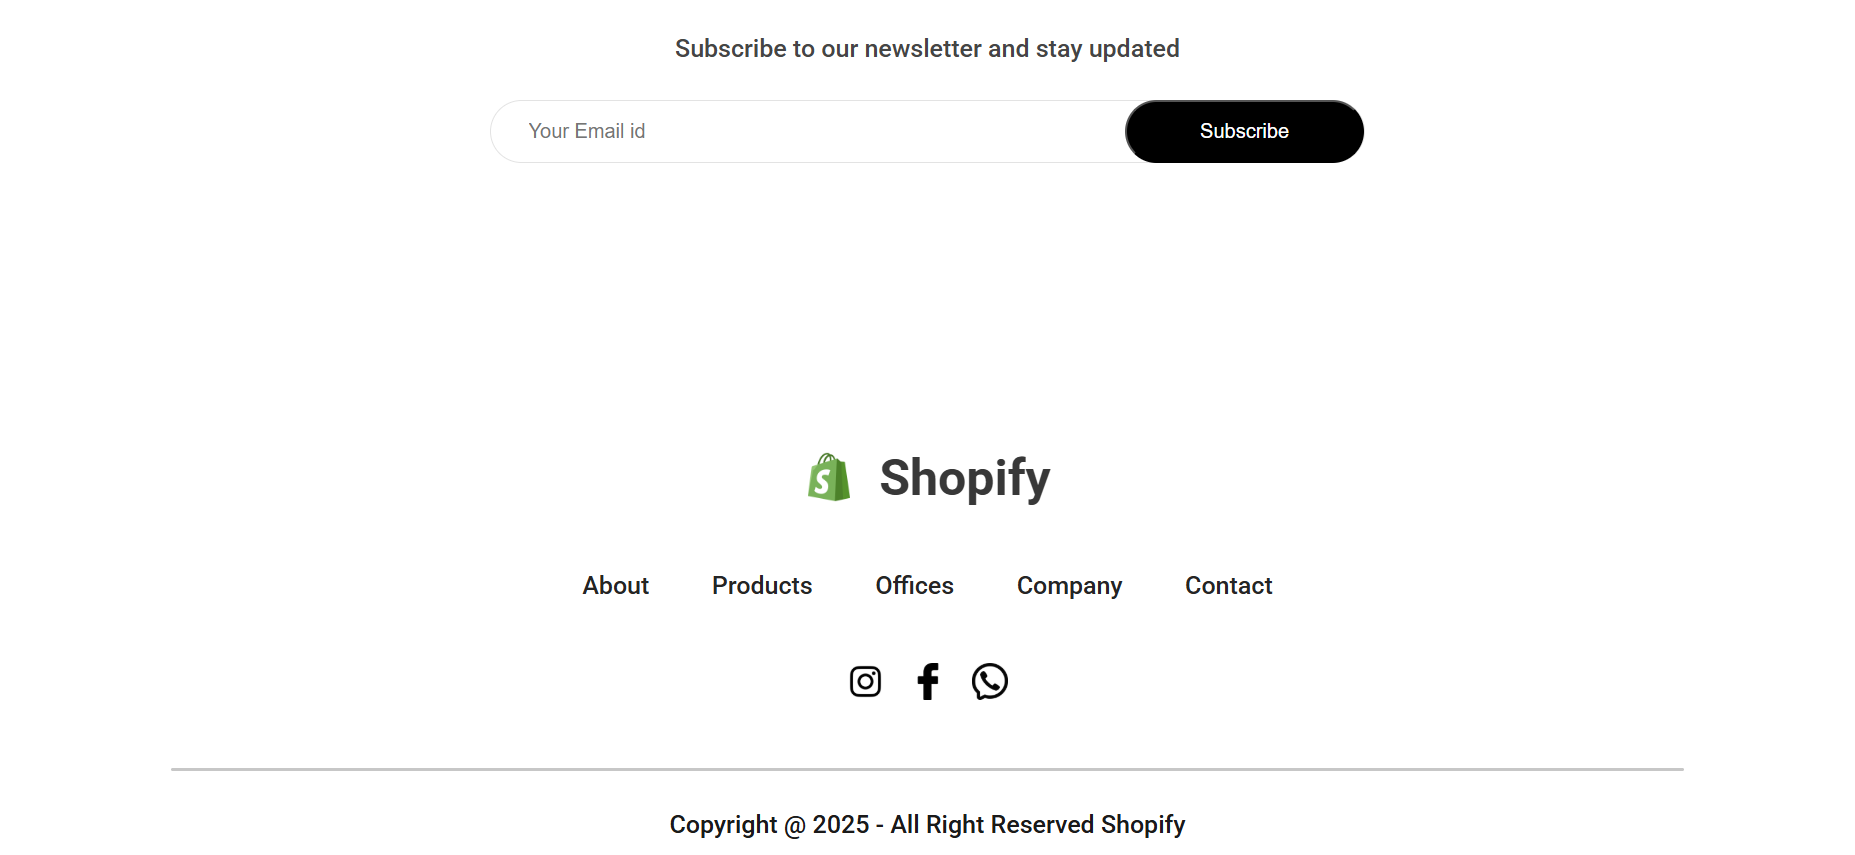 Subscribe to our newsletter and stay updated
Your Email id Subscribe
Shopify
About Products Offices Company Contact
Copyright @ 2025 - All Right Reserved Shopify